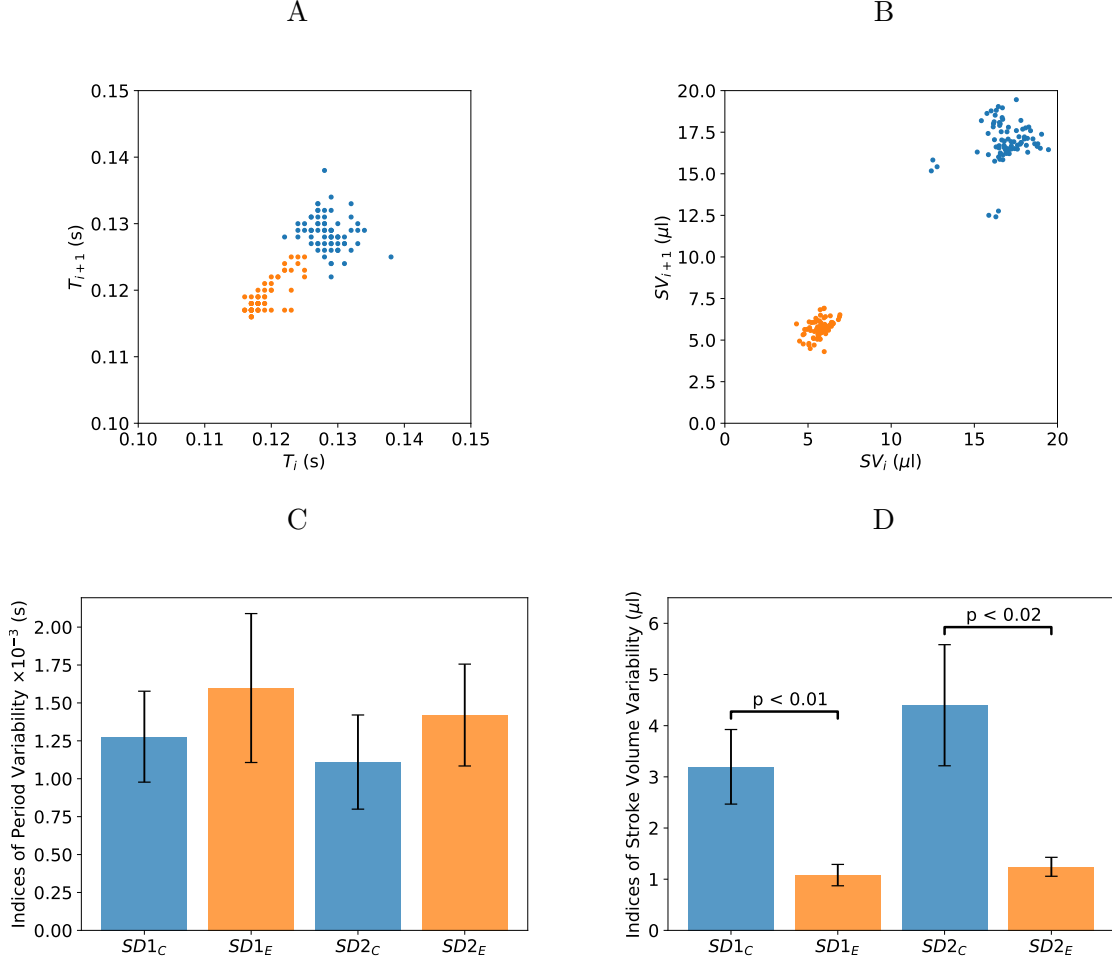 A
B
0.15
0.14
0.13
0.12
0.11
0.10
T_{i+1} (s)
0.10 0.11 0.12 0.13 0.14 0.15
T_i (s)
20.0
17.5
15.0
12.5
10.0
7.5
5.0
2.5
0.0
SV_{i+1} (μl)
0 5 10 15 20
SV_i (μl)
C
D
Indices of Period Variability ×10^{−3} (s)
2.00
1.75
1.50
1.25
1.00
0.75
0.50
0.25
0.00
SD1_C SD1_E SD2_C SD2_E
Indices of Stroke Volume Variability (μl)
6
5
4
3
2
1
0
p < 0.01
p < 0.02
SD1_C SD1_E SD2_C SD2_E